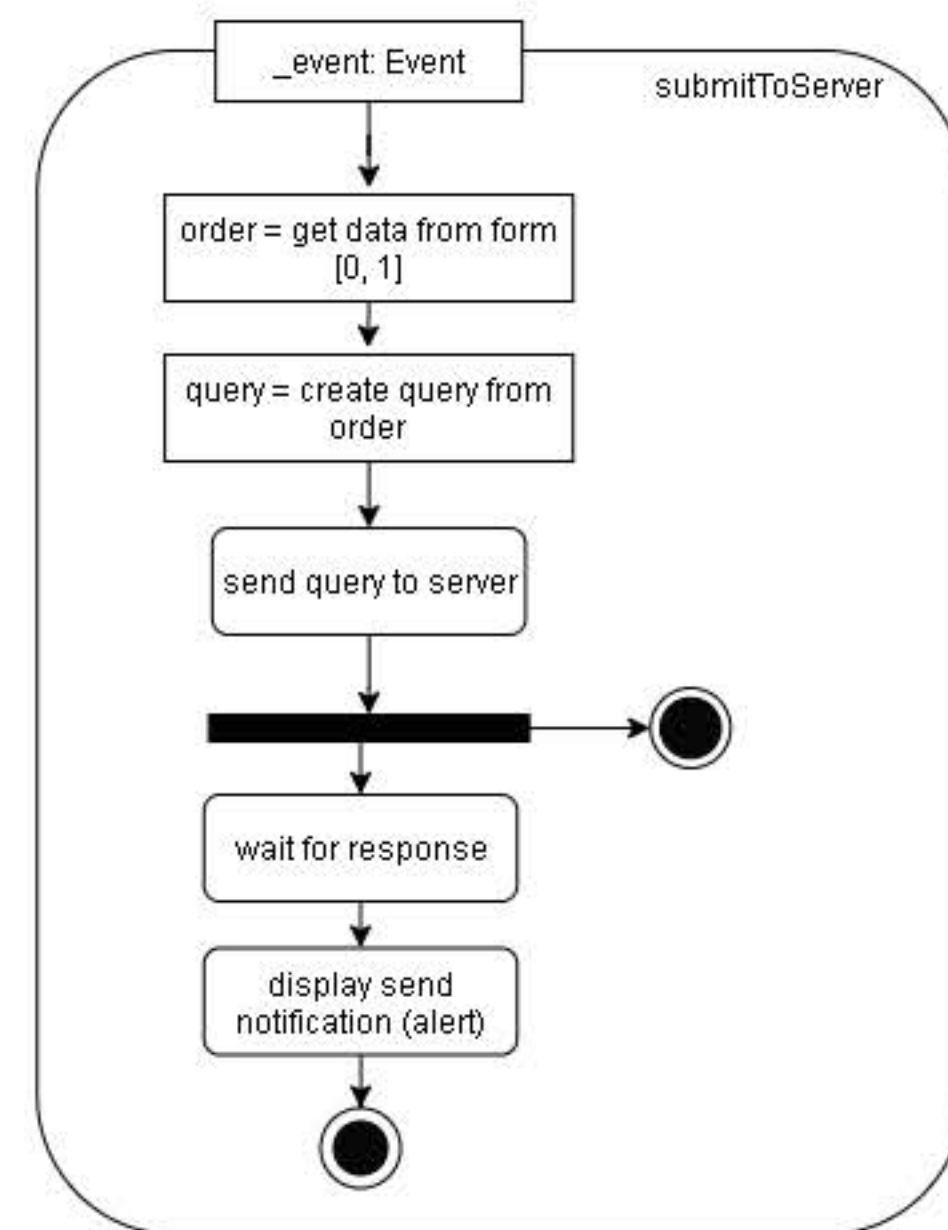 _event: Event
submitToServer
order = get data from form
[0, 1]
query = create query from
order
send query to server
wait for response
display send
notification (alert)